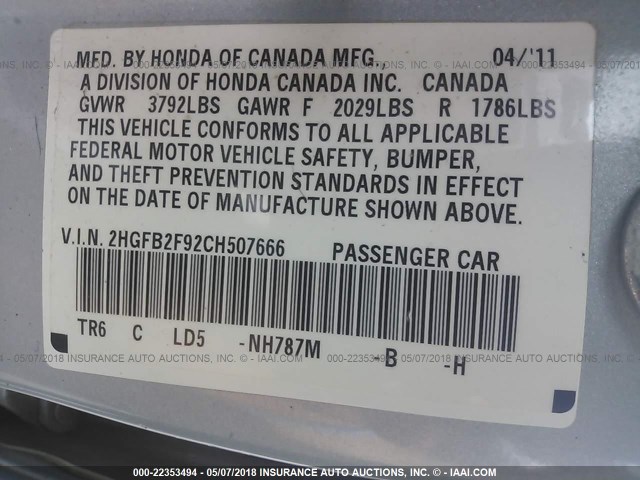 MFD. BY HONDA OF CANADA MFG., 04/'11
A DIVISION OF HONDA CANADA INC. CANADA
GVWR 3792LBS GAWR F 2029LBS R 1786LBS
THIS VEHICLE CONFORMS TO ALL APPLICABLE
FEDERAL MOTOR VEHICLE SAFETY, BUMPER,
AND THEFT PREVENTION STANDARDS IN EFFECT
ON THE DATE OF MANUFACTURE SHOWN ABOVE.
V.I.N. 2HGFB2F92CH507666 PASSENGER CAR
TR6 C LD5 -NH787M -B -H
000-22353494 - 05/07/2018 INSURANCE AUTO AUCTIONS, INC. - © - IAAI.COM